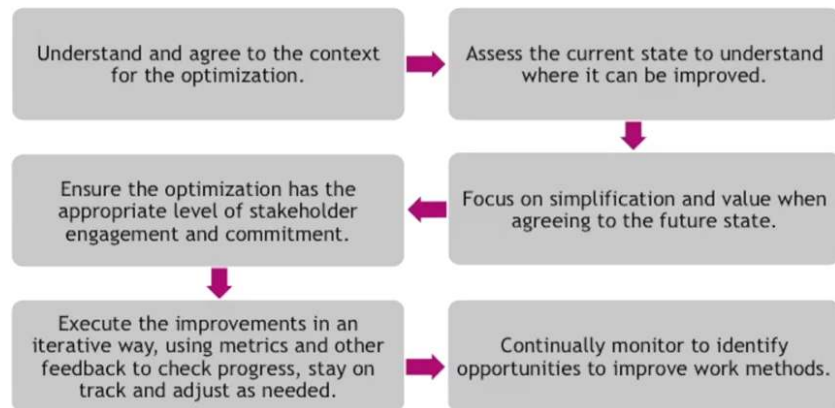 Understand and agree to the context
for the optimization.
Assess the current state to understand
where it can be improved.
Focus on simplification and value when
agreeing to the future state.
Ensure the optimization has the
appropriate level of stakeholder
engagement and commitment.
Execute the improvements in an
iterative way, using metrics and other
feedback to check progress, stay on
track and adjust as needed.
Continually monitor to identify
opportunities to improve work methods.